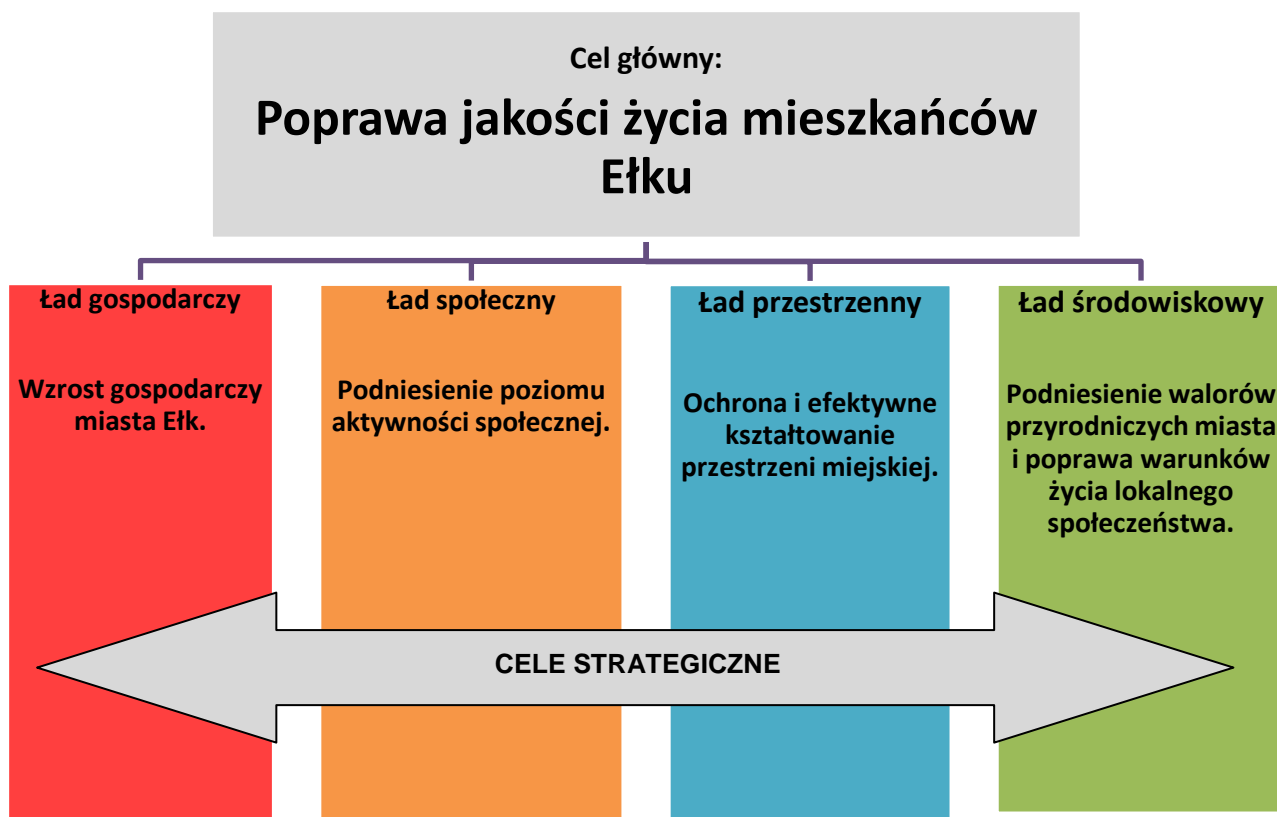 Cel główny:
Poprawa jakości życia mieszkańców
Ełku
Ład gospodarczy
Wzrost gospodarczy
miasta Ełk.
Ład społeczny
Podniesienie poziomu
aktywności społecznej.
Ład przestrzenny
Ochrona i efektywne
kształtowanie
przestrzeni miejskiej.
Ład środowiskowy
Podniesienie walorów
przyrodniczych miasta
i poprawa warunków
życia lokalnego
społeczeństwa.
CELE STRATEGICZNE